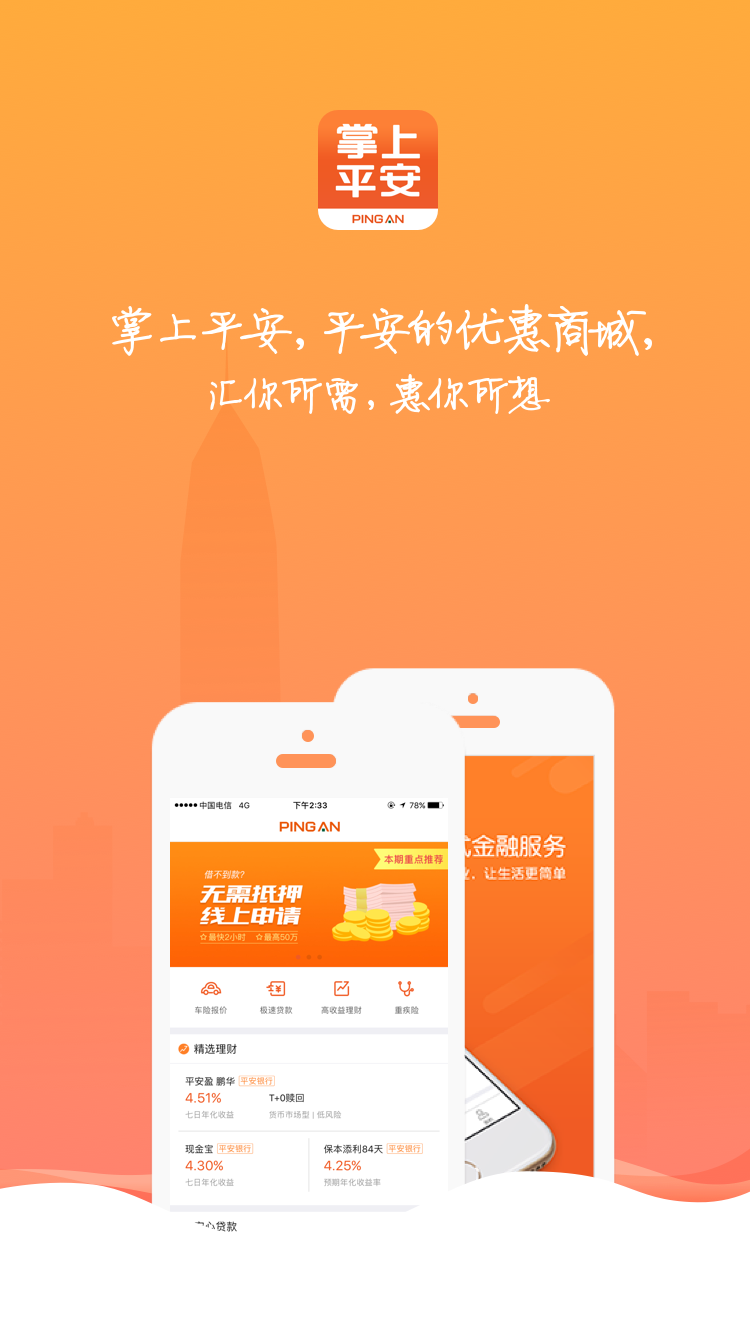 掌上
平安
PINGAN
掌上平安,平安的优惠商城,
汇你所需,惠你所想
中国电信 4G 下午2:33 78%
PINGAN
本期重点推荐
借不到款?
无需抵押
线上申请
☆最快2小时 ☆最高50万
车险报价 极速贷款 高收益理财 重疾险
精选理财
平安盈 鹏华 平安银行
4.51% T+0赎回
七日年化收益 货币市场型 | 低风险
现金宝 平安银行 保本添利84天 平安银行
4.30% 4.25%
七日年化收益 预期年化收益率
心贷款
式金融服务
业,让生活更简单